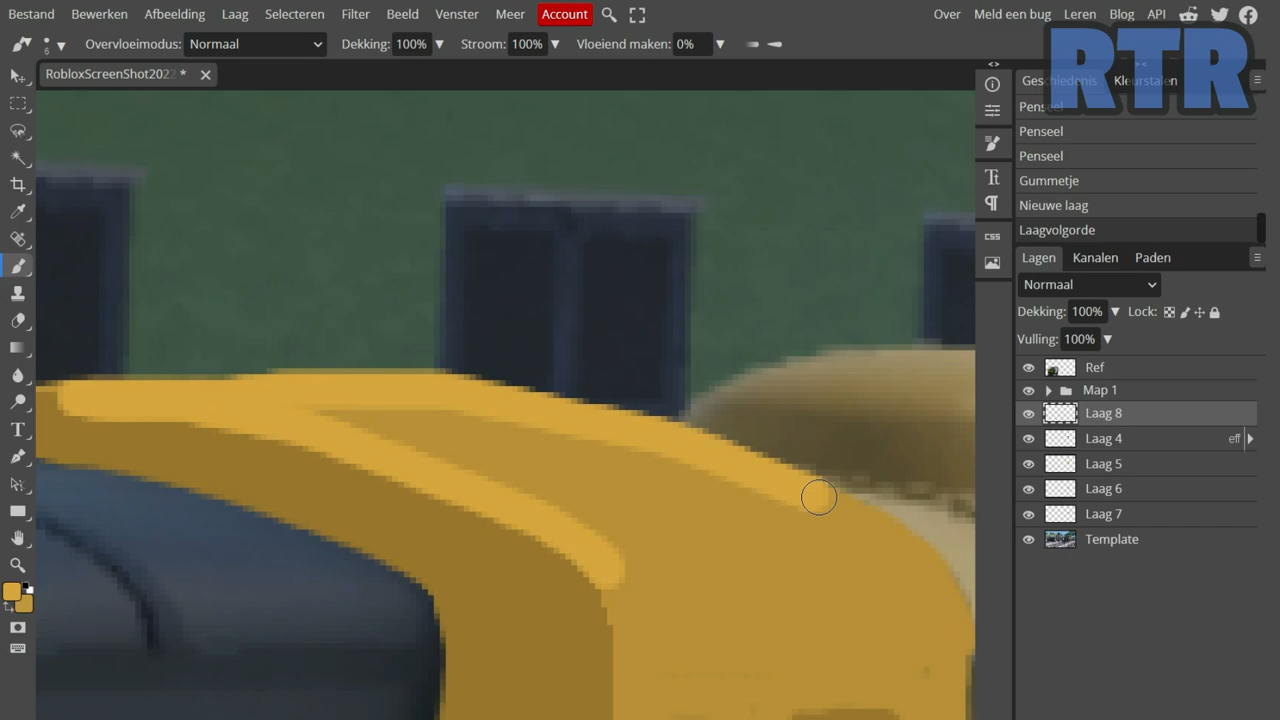 Bestand Bewerken Afbeelding Laag Selecteren Filter Beeld Venster Meer Account Over Meld een bug Leren Blog API
6 Overvloeimodus: Normaal Dekking: 100% Stroom: 100% Vloeiend maken: 0%
RTR
RobloxScreenShot2022 *
Geschiedenis Kleurstalen
Penseel
Penseel
Penseel
Gummetje
Nieuwe laag
Laagvolgorde
Lagen Kanalen Paden
Normaal
Dekking: 100% Lock:
Vulling: 100%
Ref
Map 1
Laag 8
Laag 4 eff
Laag 5
Laag 6
Laag 7
Template
CSS